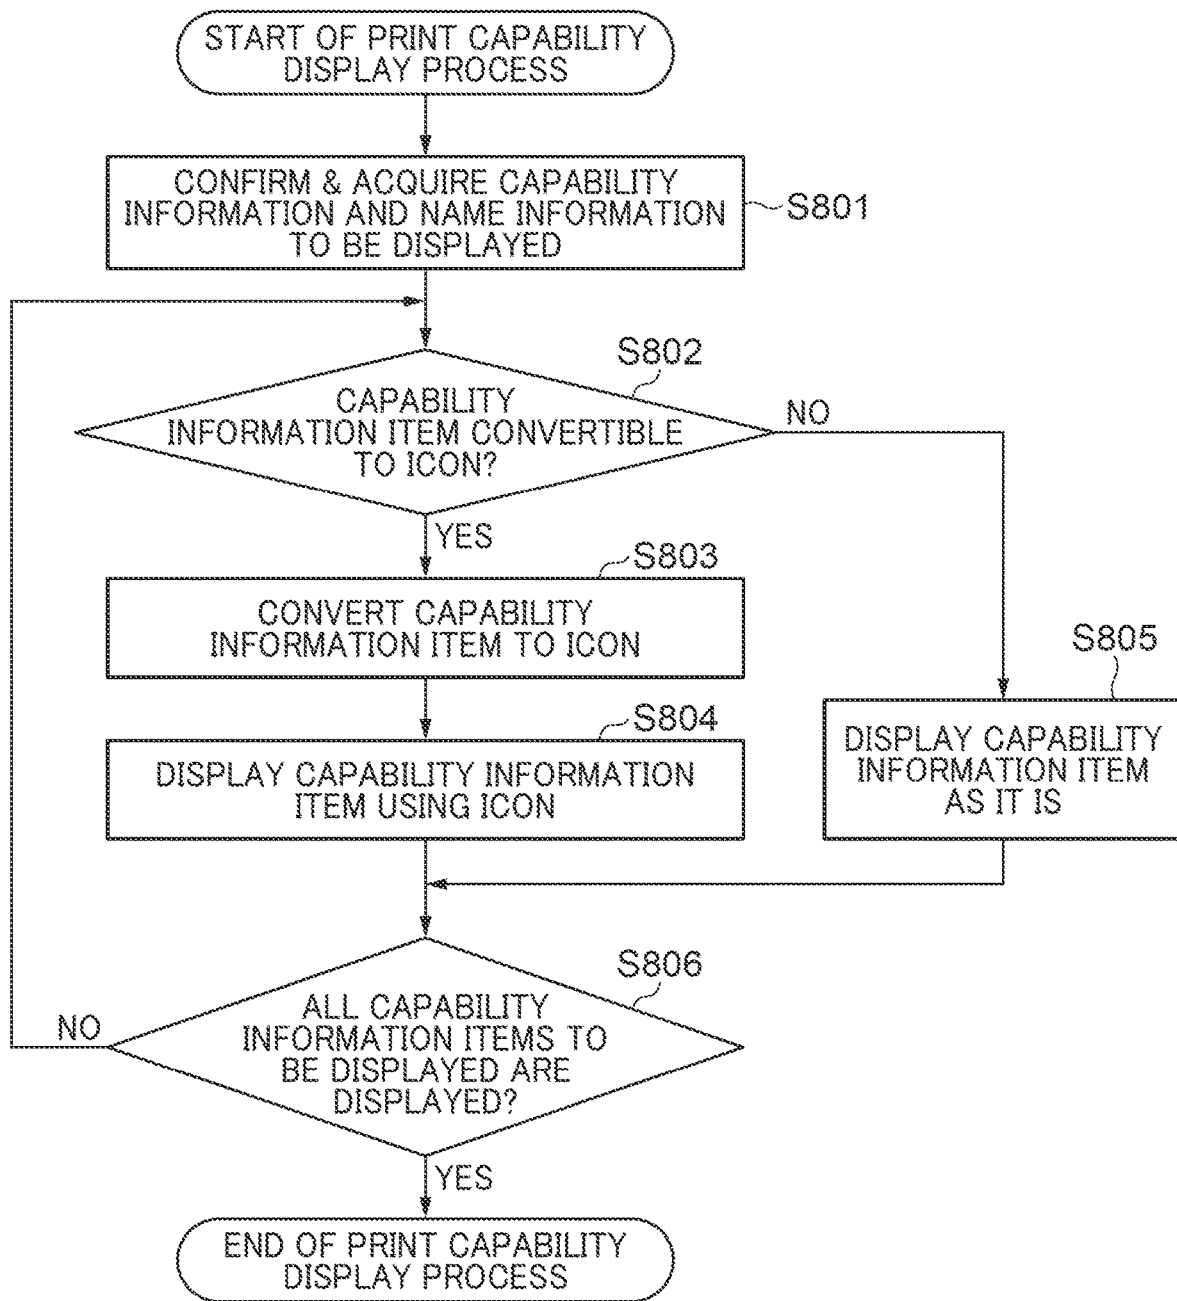 START OF PRINT CAPABILITY
DISPLAY PROCESS
CONFIRM & ACQUIRE CAPABILITY
INFORMATION AND NAME INFORMATION
TO BE DISPLAYED
S801
S802
CAPABILITY
INFORMATION ITEM CONVERTIBLE
TO ICON?
NO
YES
S803
CONVERT CAPABILITY
INFORMATION ITEM TO ICON
S804
DISPLAY CAPABILITY INFORMATION
ITEM USING ICON
S805
DISPLAY CAPABILITY
INFORMATION ITEM
AS IT IS
S806
ALL CAPABILITY
INFORMATION ITEMS TO
BE DISPLAYED ARE
DISPLAYED?
NO
YES
END OF PRINT CAPABILITY
DISPLAY PROCESS